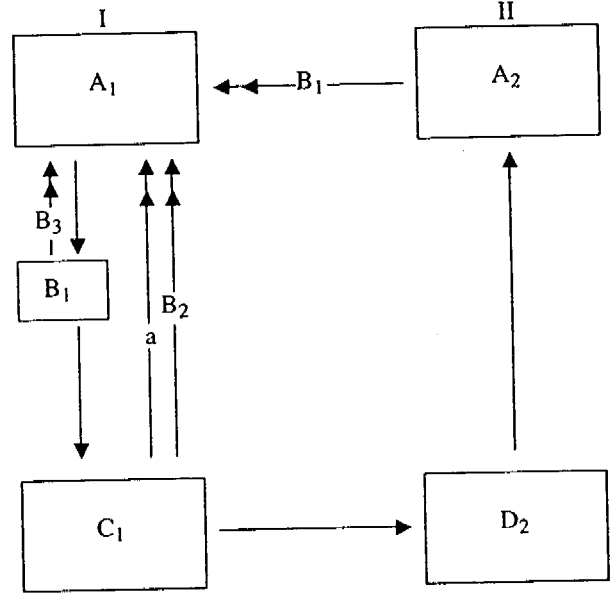 I II
A₁ B₁ A₂
B₃
B₁ B₂
a
C₁ D₂